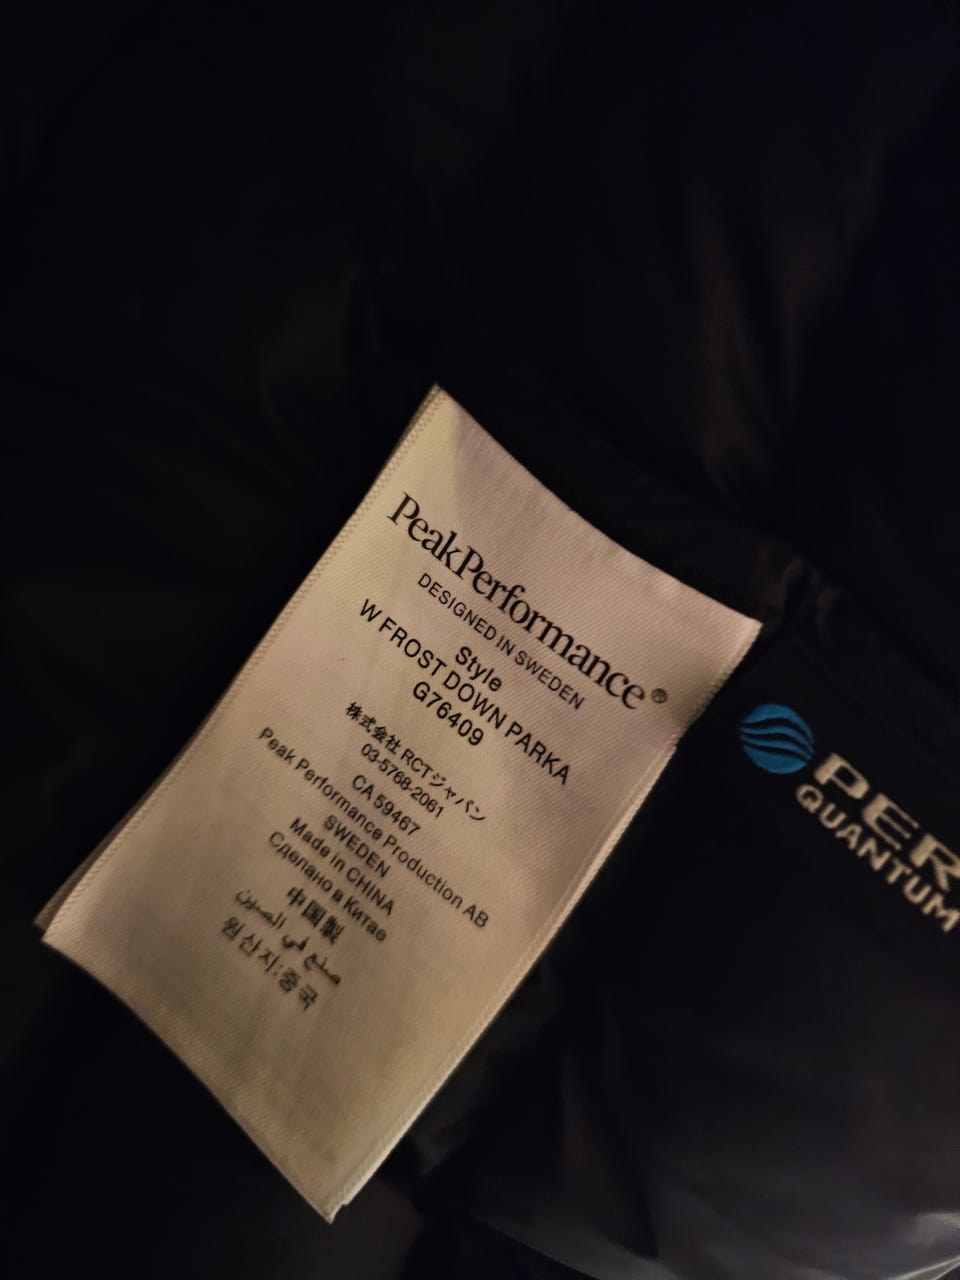 PeakPerformance®
DESIGNED IN SWEDEN
Style
W FROST DOWN PARKA
G76409
株式会社 RCTジャパン
03-5768-2061
CA 59467
Peak Performance Production AB
SWEDEN
Made in CHINA
Сделано в Китае
中国製
صنع في الصين
원산지:중국
PER
QUANTUM